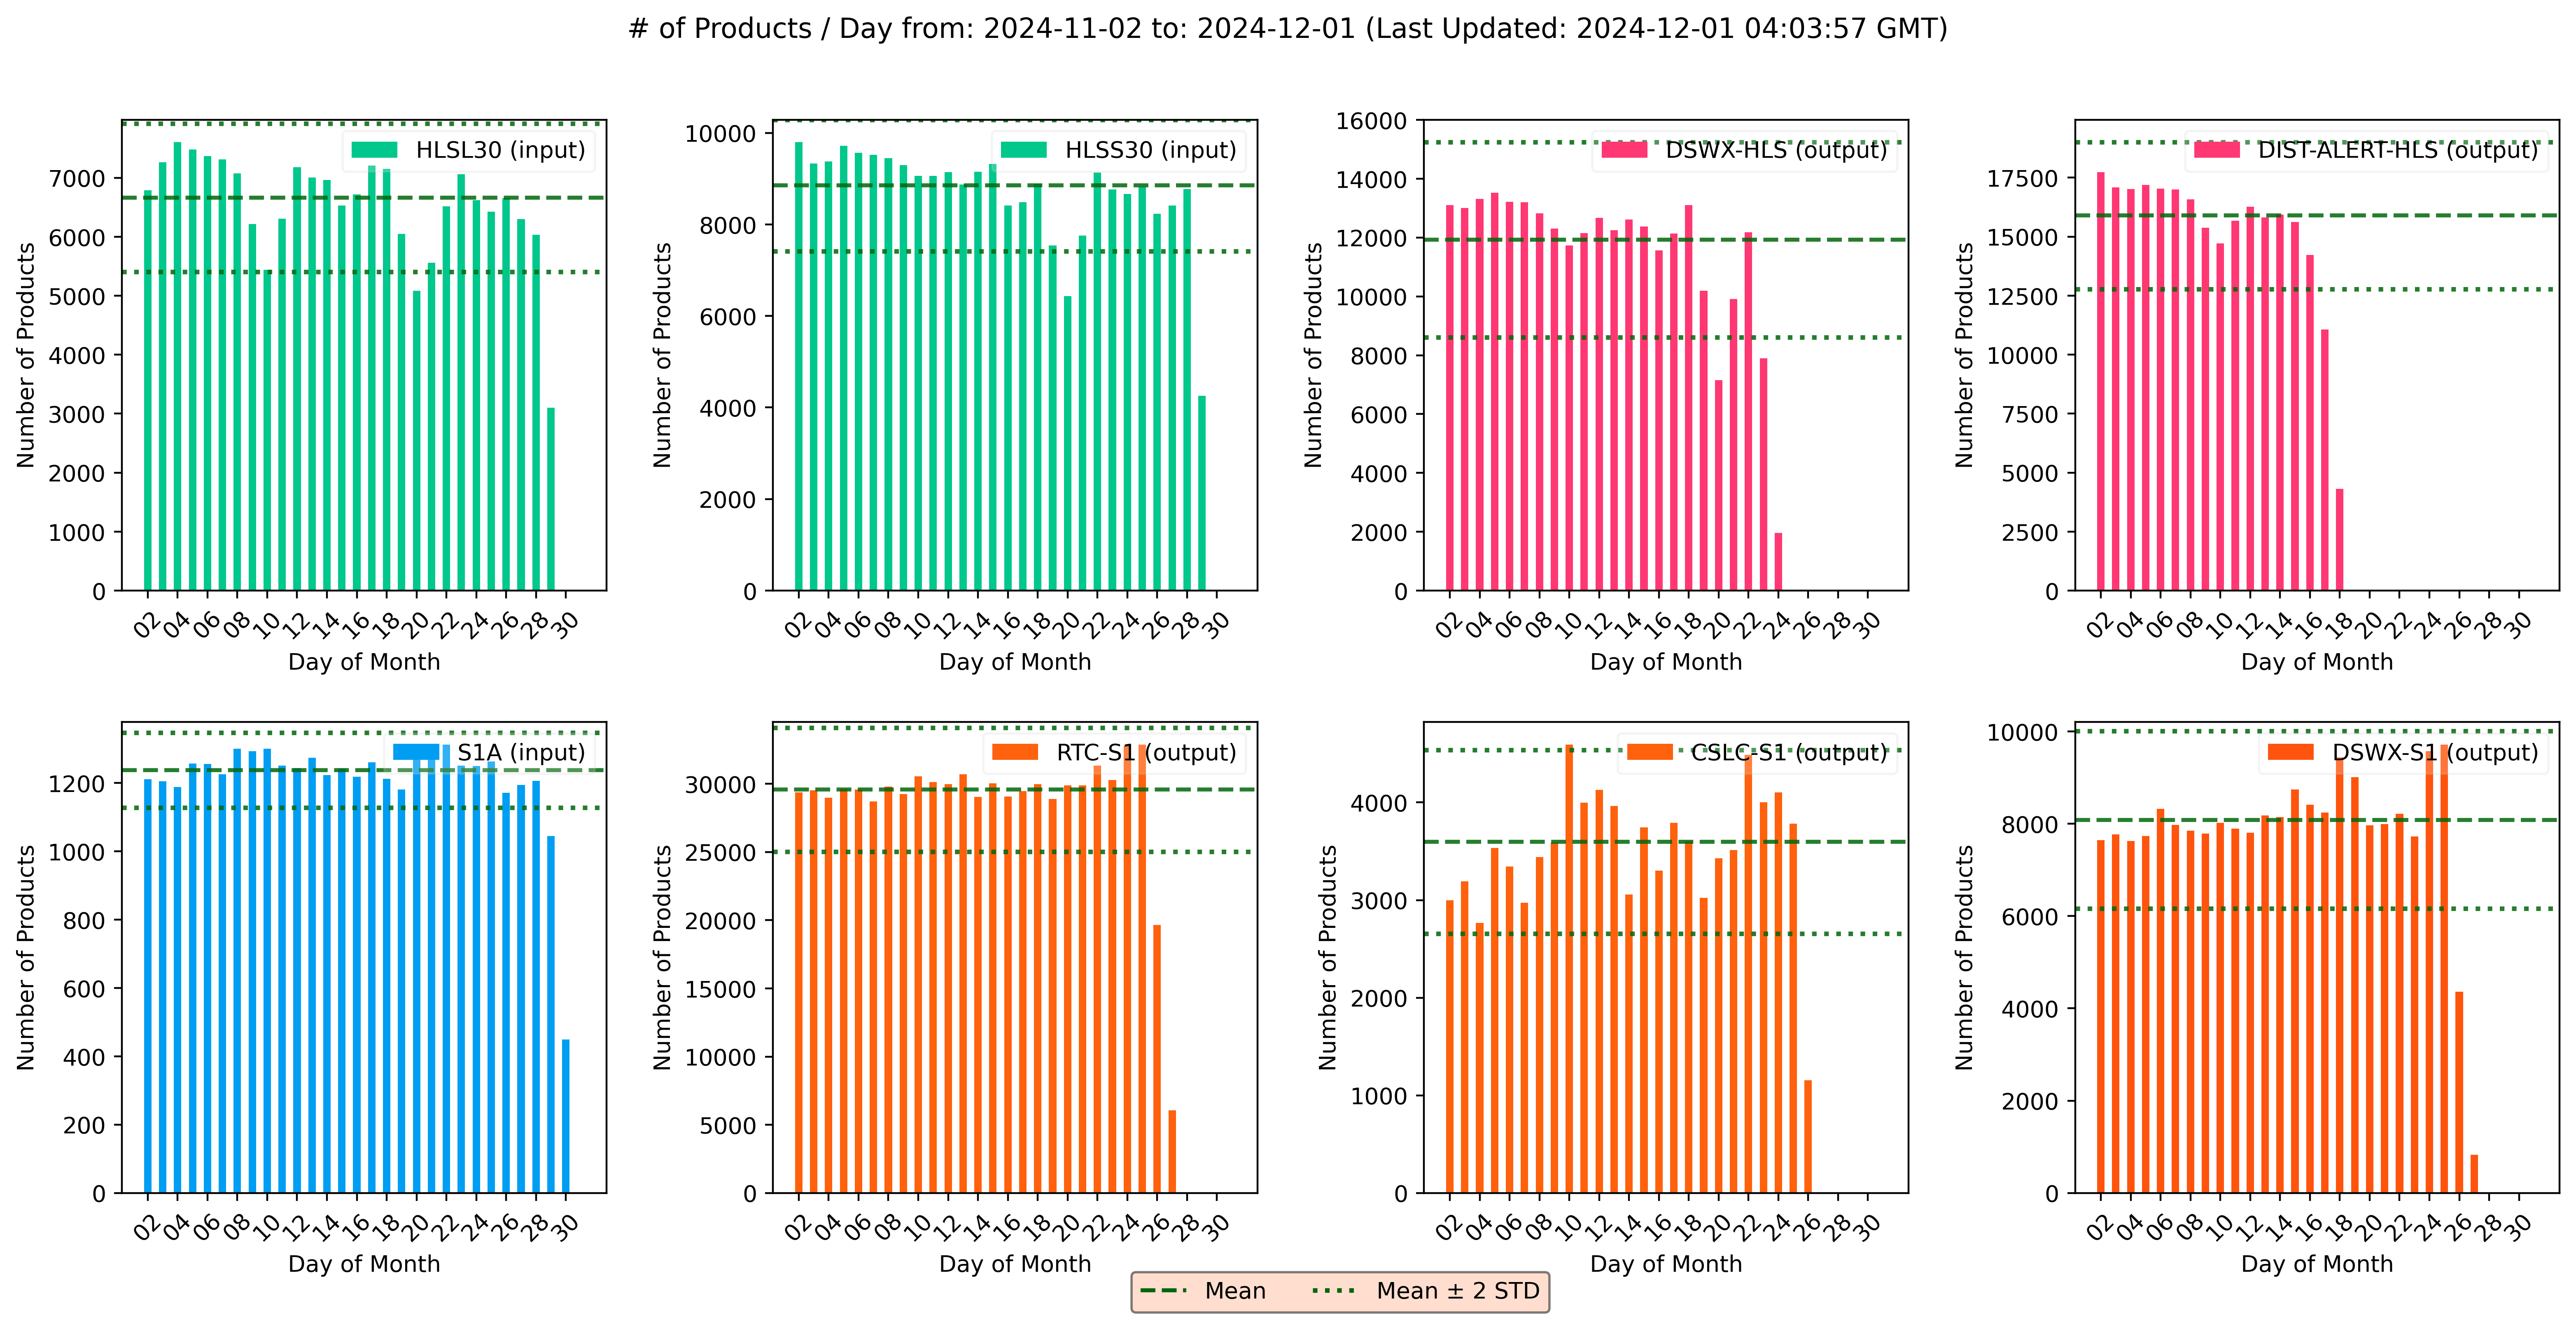 # of Products / Day from: 2024-11-02 to: 2024-12-01 (Last Updated: 2024-12-01 04:03:57 GMT)
HLSL30 (input)
Number of Products
7000
6000
5000
4000
3000
2000
1000
0
02 04 06 08 10 12 14 16 18 20 22 24 26 28 30
Day of Month
HLSS30 (input)
Number of Products
10000
8000
6000
4000
2000
0
02 04 06 08 10 12 14 16 18 20 22 24 26 28 30
Day of Month
DSWX-HLS (output)
Number of Products
16000
14000
12000
10000
8000
6000
4000
2000
0
02 04 06 08 10 12 14 16 18 20 22 24 26 28 30
Day of Month
DIST-ALERT-HLS (output)
Number of Products
17500
15000
12500
10000
7500
5000
2500
0
02 04 06 08 10 12 14 16 18 20 22 24 26 28 30
Day of Month
S1A (input)
Number of Products
1200
1000
800
600
400
200
0
02 04 06 08 10 12 14 16 18 20 22 24 26 28 30
Day of Month
RTC-S1 (output)
Number of Products
30000
25000
20000
15000
10000
5000
0
02 04 06 08 10 12 14 16 18 20 22 24 26 28 30
Day of Month
CSLC-S1 (output)
Number of Products
4000
3000
2000
1000
0
02 04 06 08 10 12 14 16 18 20 22 24 26 28 30
Day of Month
DSWX-S1 (output)
Number of Products
10000
8000
6000
4000
2000
0
02 04 06 08 10 12 14 16 18 20 22 24 26 28 30
Day of Month
Mean
Mean ± 2 STD